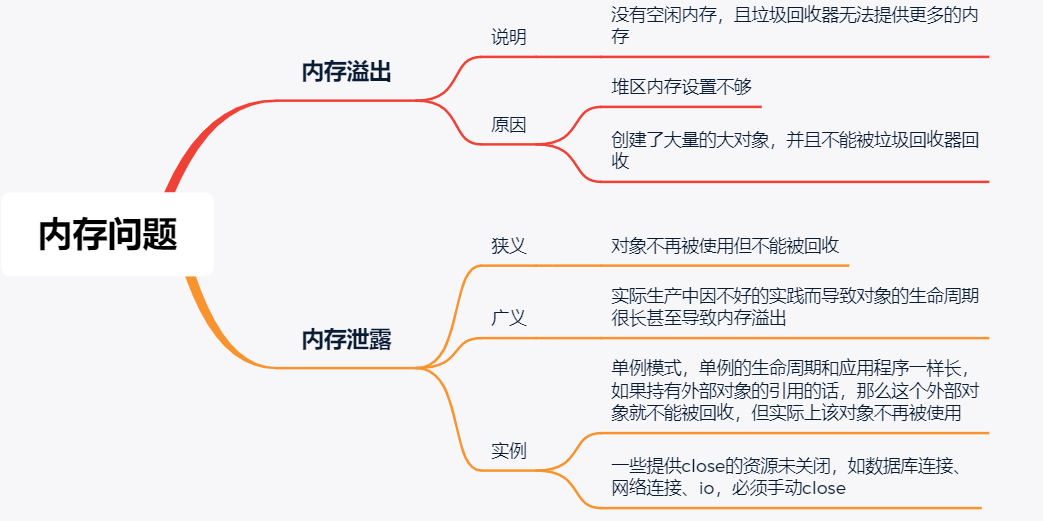 内存问题
内存溢出
说明
没有空闲内存，且垃圾回收器无法提供更多的内
存
原因
堆区内存设置不够
创建了大量的大对象，并且不能被垃圾回收器回
收
内存泄露
狭义
对象不再被使用但不能被回收
广义
实际生产中因不好的实践而导致对象的生命周期
很长甚至导致内存溢出
实例
单例模式，单例的生命周期和应用程序一样长，
如果持有外部对象的引用的话，那么这个外部对
象就不能被回收，但实际上该对象不再被使用
一些提供close的资源未关闭，如数据库连接、
网络连接、io，必须手动close